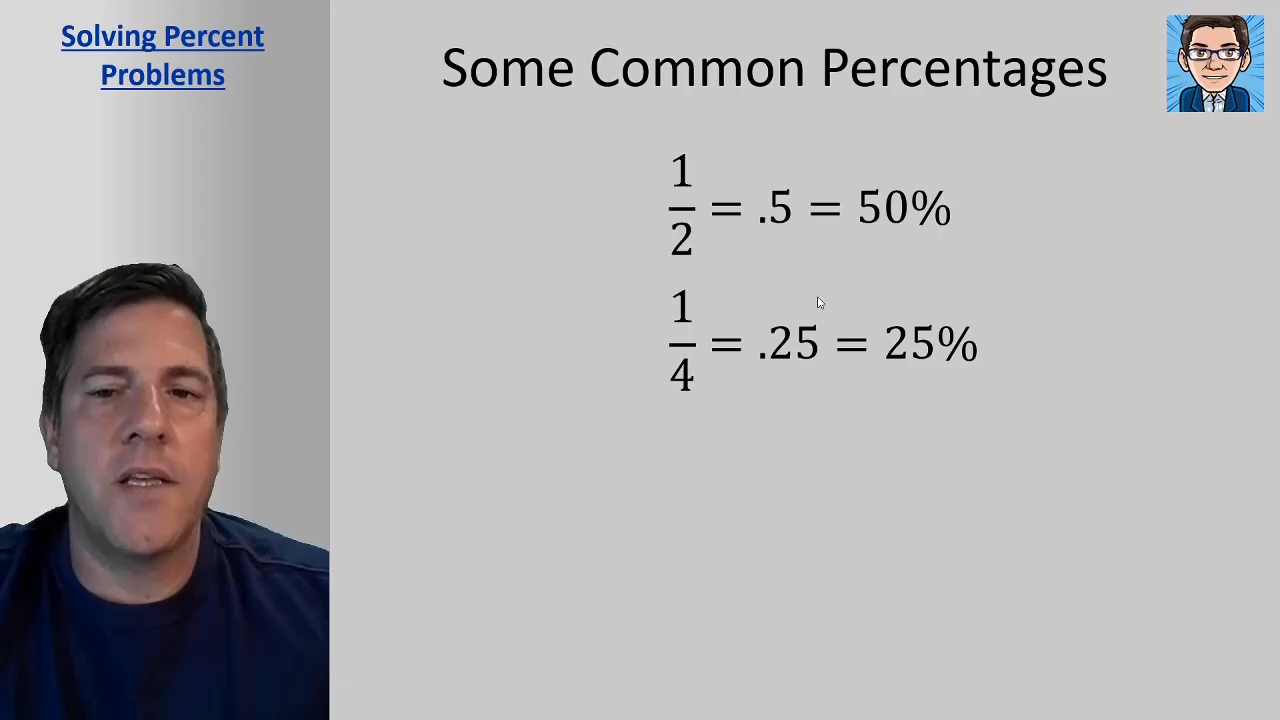 Solving Percent
Problems
Some Common Percentages
1/2 = .5 = 50%
1/4 = .25 = 25%